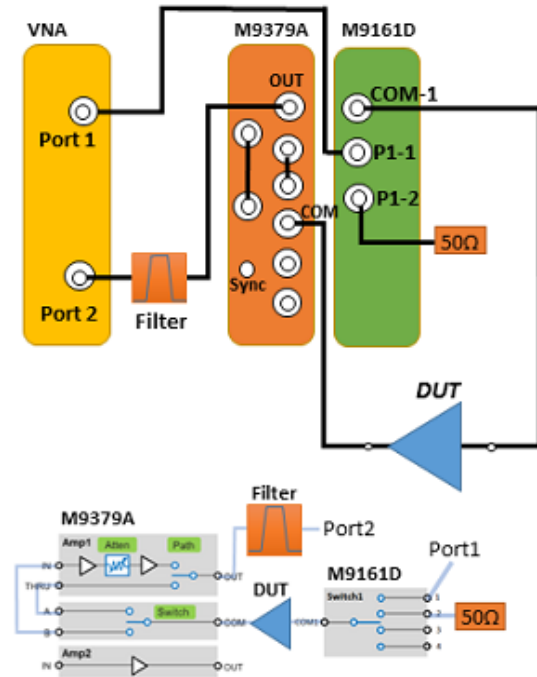 VNA
M9379A
M9161D
OUT
COM-1
Port 1
P1-1
P1-2
COM
50Ω
Sync
Port 2
Filter
DUT
Filter
M9379A
Port2
Amp1
Atten
Path
Port1
IN
OUT
M9161D
THRU
DUT
Switch1
1
A
Switch
2
50Ω
COM
COM1
B
3
Amp2
4
IN
OUT